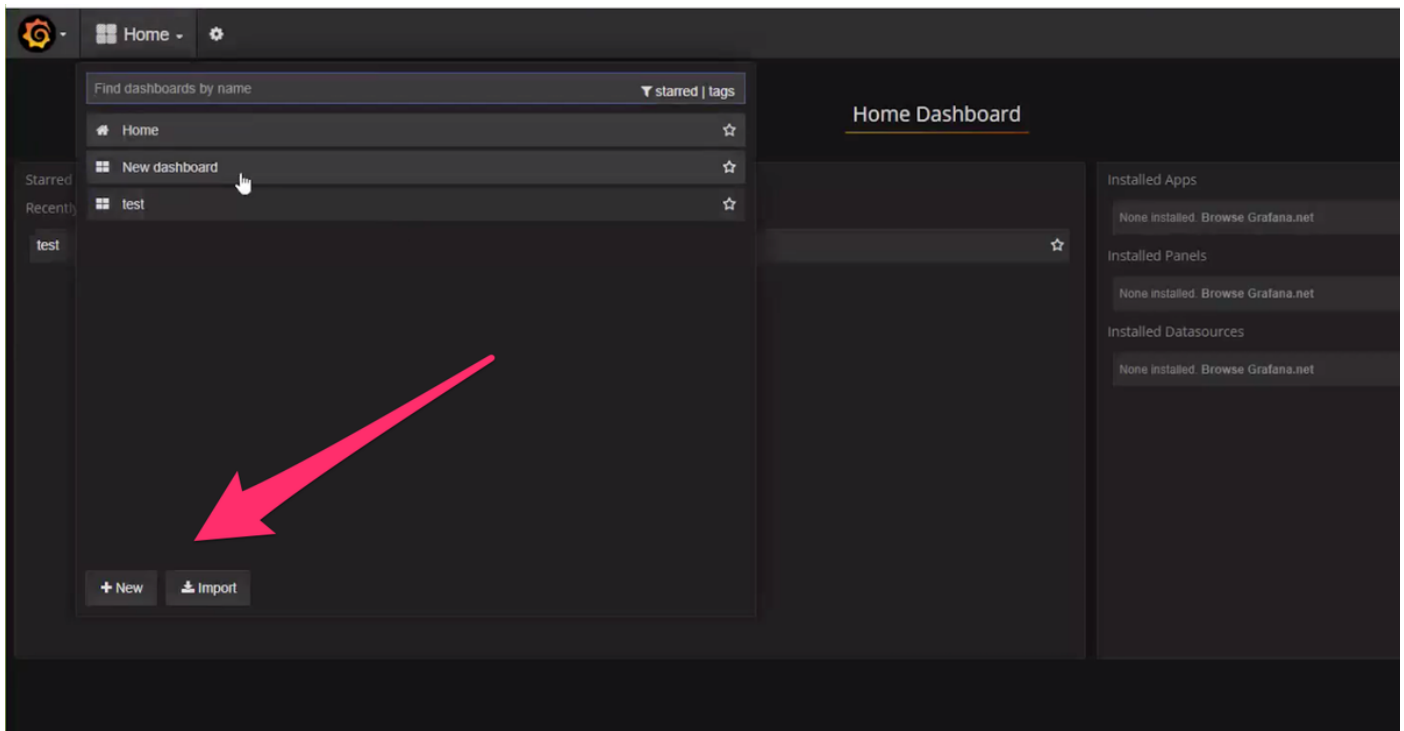 Home
Find dashboards by name
starred | tags
Home
New dashboard
test
+ New
Import
Home Dashboard
Starred
Recently
test
Installed Apps
None installed. Browse Grafana.net
Installed Panels
None installed. Browse Grafana.net
Installed Datasources
None installed. Browse Grafana.net